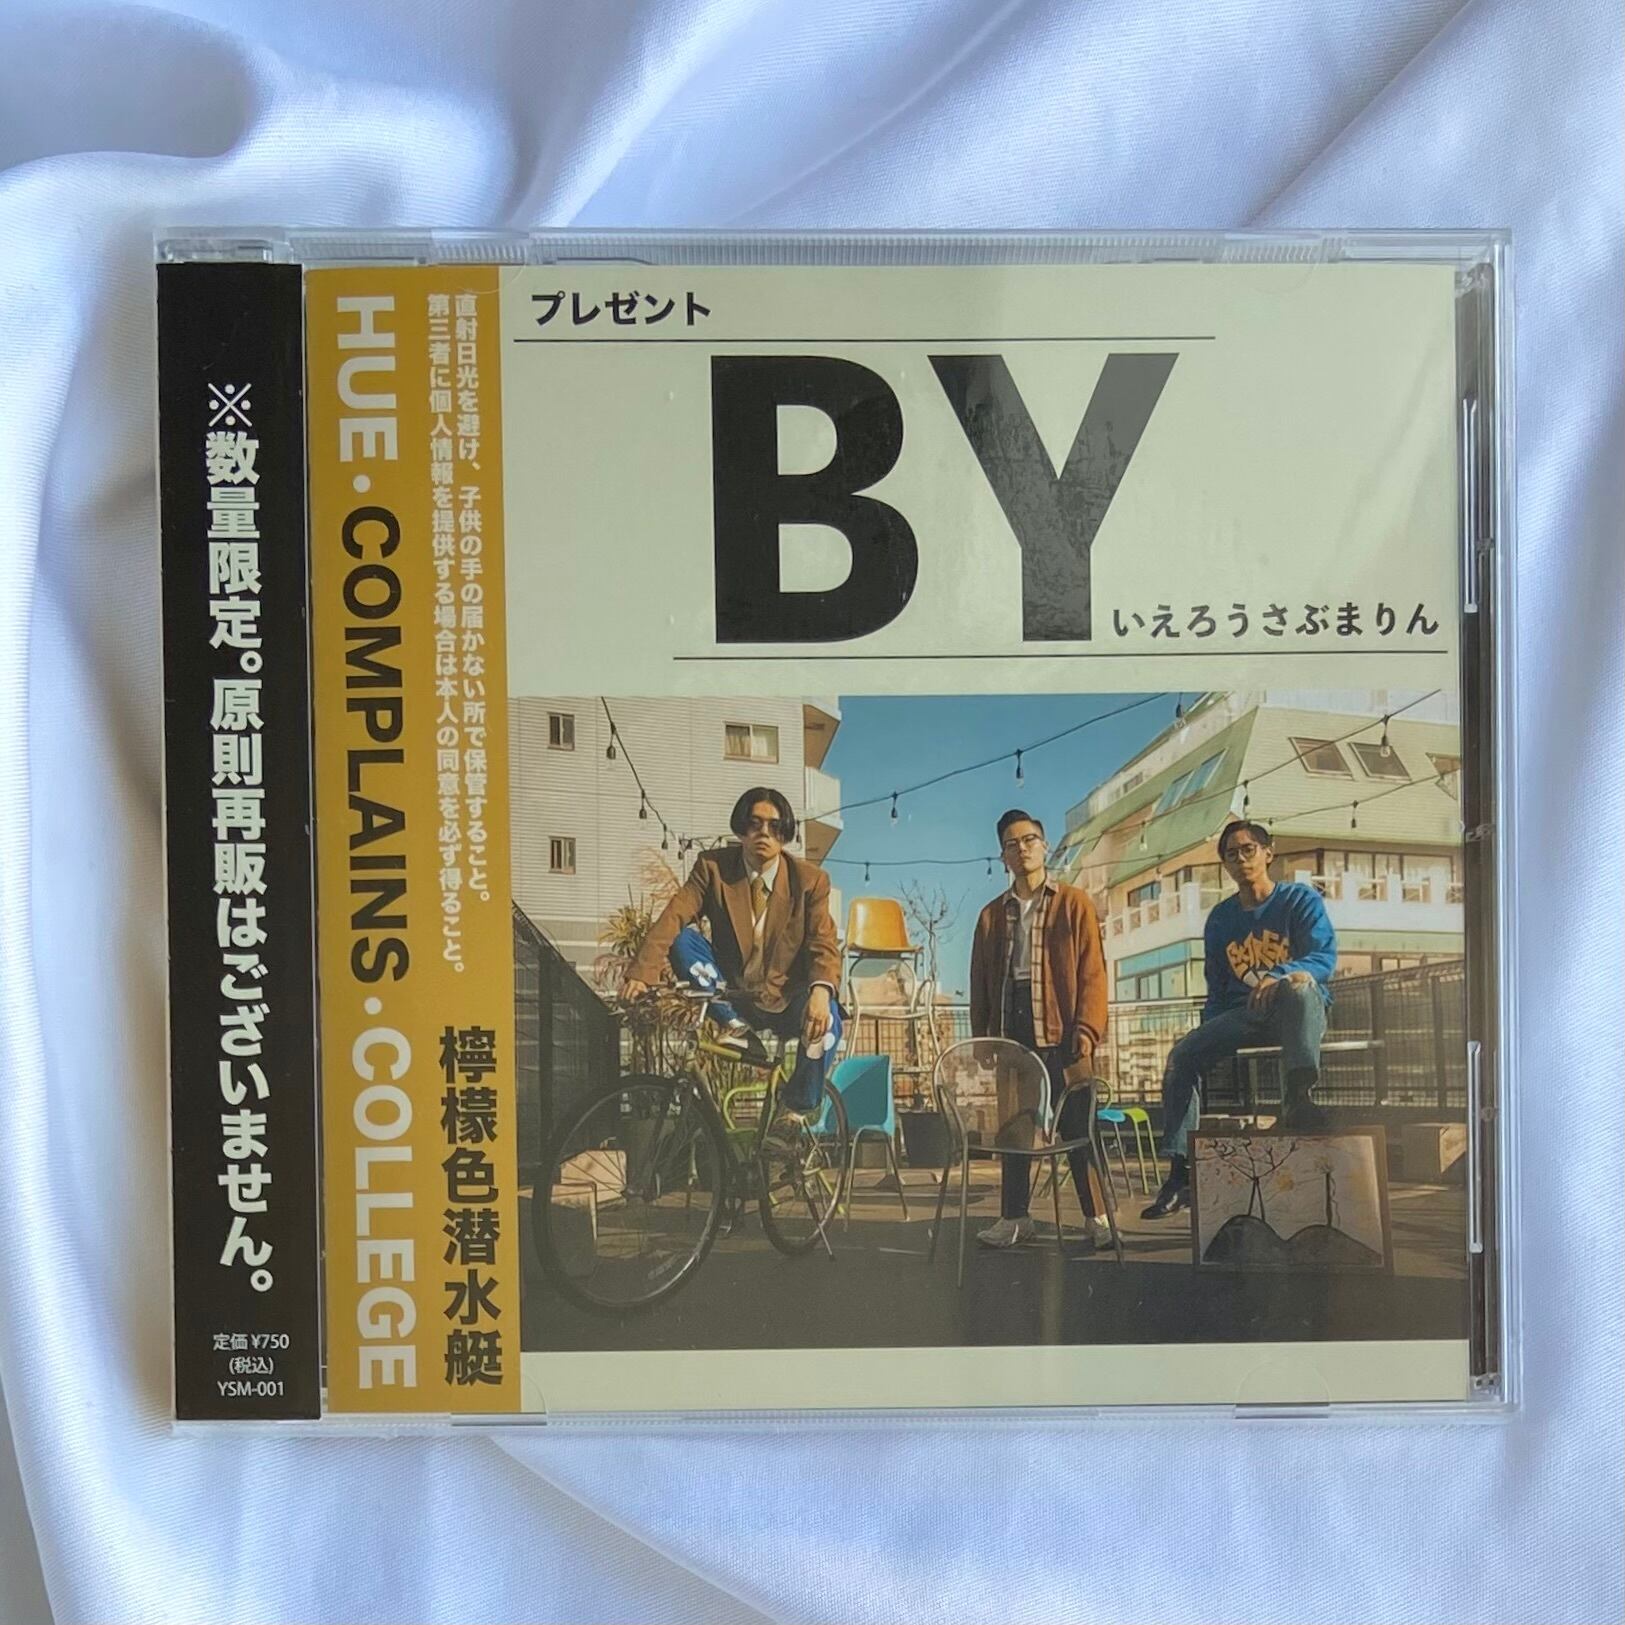 ※数量限定。原則再販はございません。
定価 ¥750
(税込)
YSM-001
HUE・COMPLAINS・COLLEGE
直射日光を避け、子供の手の届かない所で保管すること。
第三者に個人情報を提供する場合は本人の同意を必ず得ること。
檸檬色潜水艇
プレゼント
BY
いえろうさぶまりん